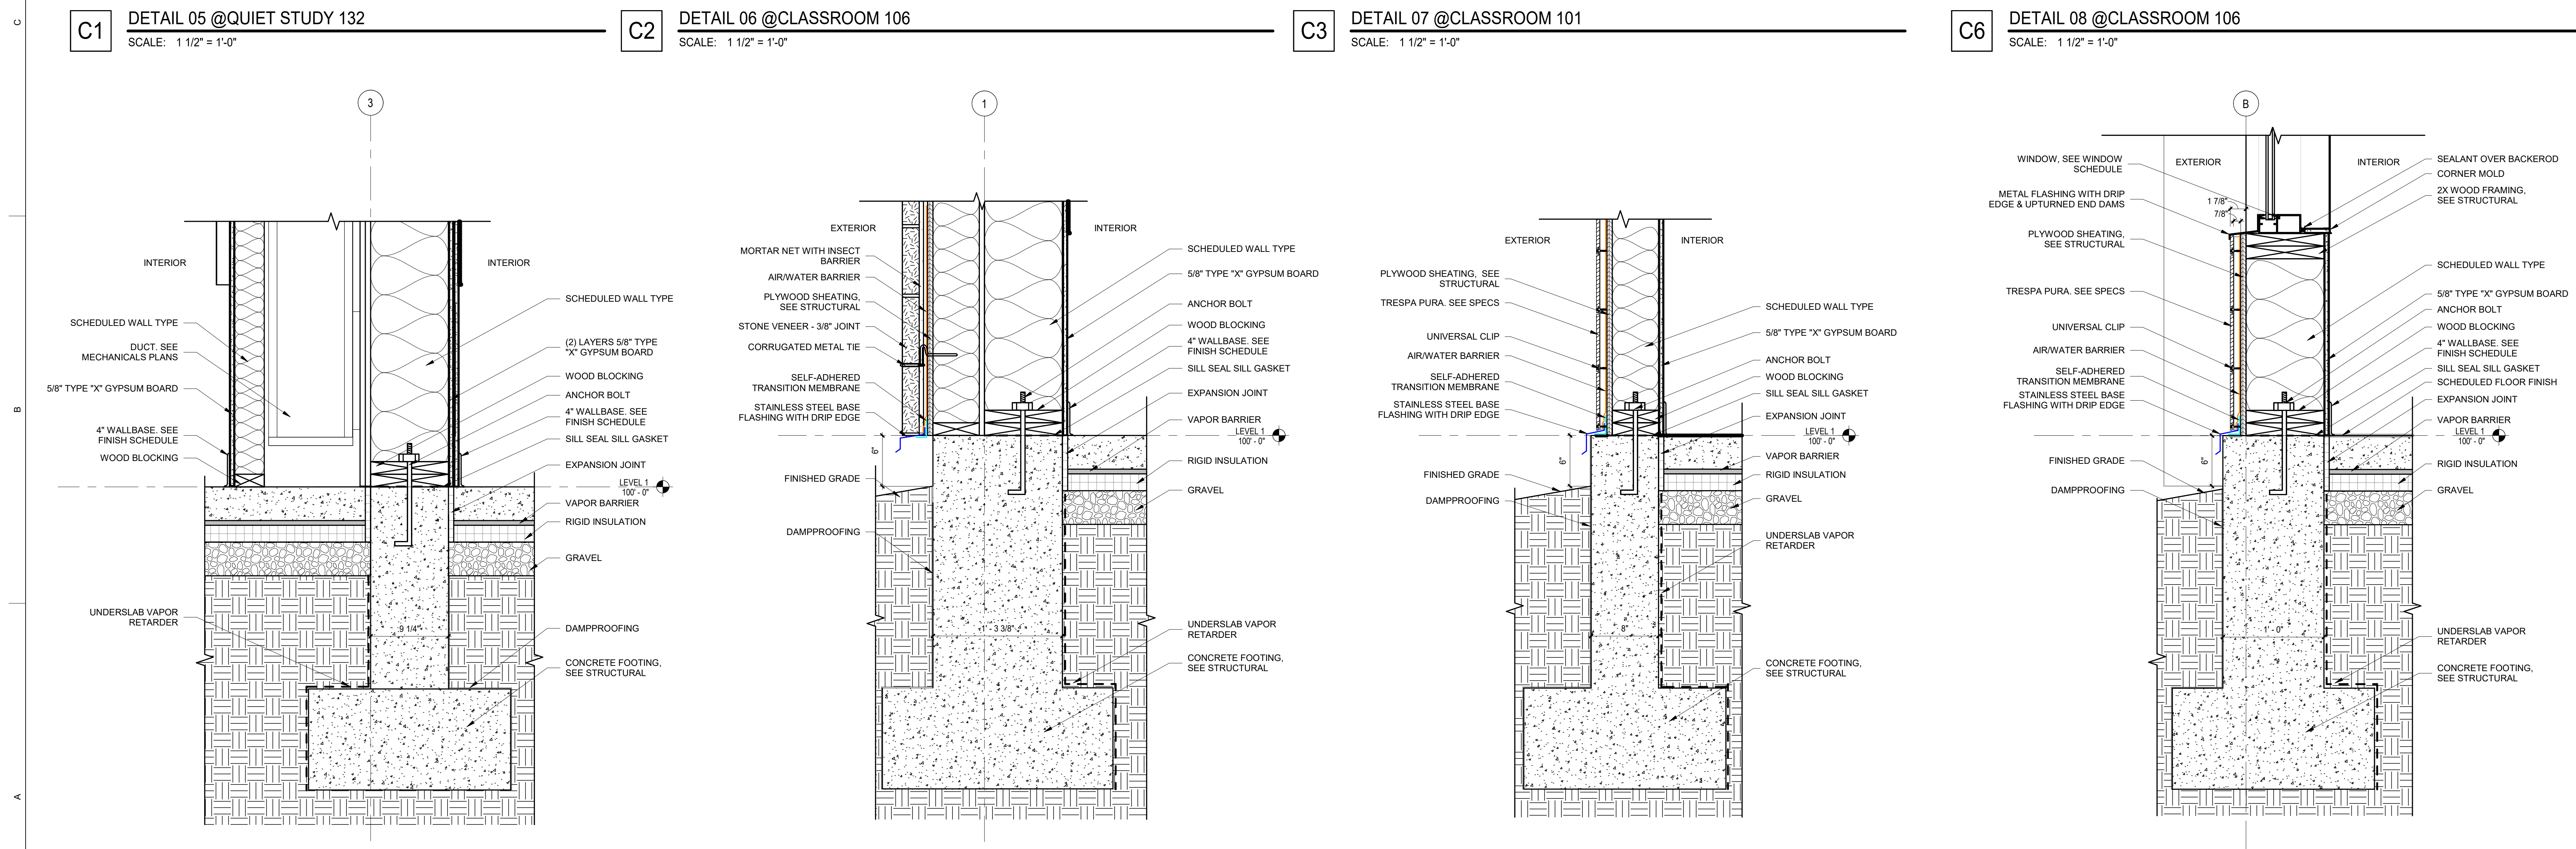 C
B
A
C1
DETAIL 05 @QUIET STUDY 132
SCALE: 1 1/2" = 1'-0"
3
INTERIOR
INTERIOR
SCHEDULED WALL TYPE
DUCT. SEE
MECHANICALS PLANS
5/8" TYPE "X" GYPSUM BOARD
4" WALLBASE. SEE
FINISH SCHEDULE
WOOD BLOCKING
UNDERSLAB VAPOR
RETARDER
SCHEDULED WALL TYPE
(2) LAYERS 5/8" TYPE
"X" GYPSUM BOARD
WOOD BLOCKING
ANCHOR BOLT
4" WALLBASE. SEE
FINISH SCHEDULE
SILL SEAL SILL GASKET
EXPANSION JOINT
LEVEL 1
100' - 0"
VAPOR BARRIER
RIGID INSULATION
GRAVEL
9 1/4"
DAMPPROOFING
CONCRETE FOOTING,
SEE STRUCTURAL
C2
DETAIL 06 @CLASSROOM 106
SCALE: 1 1/2" = 1'-0"
1
EXTERIOR
INTERIOR
MORTAR NET WITH INSECT
BARRIER
AIR/WATER BARRIER
PLYWOOD SHEATING,
SEE STRUCTURAL
STONE VENEER - 3/8" JOINT
CORRUGATED METAL TIE
SELF-ADHERED
TRANSITION MEMBRANE
STAINLESS STEEL BASE
FLASHING WITH DRIP EDGE
6"
FINISHED GRADE
DAMPPROOFING
SCHEDULED WALL TYPE
5/8" TYPE "X" GYPSUM BOARD
ANCHOR BOLT
WOOD BLOCKING
4" WALLBASE. SEE
FINISH SCHEDULE
SILL SEAL SILL GASKET
EXPANSION JOINT
VAPOR BARRIER
LEVEL 1
100' - 0"
RIGID INSULATION
GRAVEL
1' - 3 3/8"
UNDERSLAB VAPOR
RETARDER
CONCRETE FOOTING,
SEE STRUCTURAL
C3
DETAIL 07 @CLASSROOM 101
SCALE: 1 1/2" = 1'-0"
EXTERIOR
INTERIOR
PLYWOOD SHEATING, SEE
STRUCTURAL
TRESPA PURA. SEE SPECS
UNIVERSAL CLIP
AIR/WATER BARRIER
SELF-ADHERED
TRANSITION MEMBRANE
STAINLESS STEEL BASE
FLASHING WITH DRIP EDGE
6"
FINISHED GRADE
DAMPPROOFING
SCHEDULED WALL TYPE
5/8" TYPE "X" GYPSUM BOARD
ANCHOR BOLT
WOOD BLOCKING
SILL SEAL SILL GASKET
EXPANSION JOINT
LEVEL 1
100' - 0"
VAPOR BARRIER
RIGID INSULATION
GRAVEL
UNDERSLAB VAPOR
RETARDER
8"
CONCRETE FOOTING,
SEE STRUCTURAL
C6
DETAIL 08 @CLASSROOM 106
SCALE: 1 1/2" = 1'-0"
B
WINDOW, SEE WINDOW
SCHEDULE
EXTERIOR
INTERIOR
METAL FLASHING WITH DRIP
EDGE & UPTURNED END DAMS
1 7/8"
7/8"
PLYWOOD SHEATING,
SEE STRUCTURAL
TRESPA PURA. SEE SPECS
UNIVERSAL CLIP
AIR/WATER BARRIER
SELF-ADHERED
TRANSITION MEMBRANE
STAINLESS STEEL BASE
FLASHING WITH DRIP EDGE
6"
FINISHED GRADE
DAMPPROOFING
SEALANT OVER BACKEROD
CORNER MOLD
2X WOOD FRAMING,
SEE STRUCTURAL
SCHEDULED WALL TYPE
5/8" TYPE "X" GYPSUM BOARD
ANCHOR BOLT
WOOD BLOCKING
4" WALLBASE. SEE
FINISH SCHEDULE
SILL SEAL SILL GASKET
SCHEDULED FLOOR FINISH
EXPANSION JOINT
VAPOR BARRIER
LEVEL 1
100' - 0"
RIGID INSULATION
GRAVEL
1' - 0"
UNDERSLAB VAPOR
RETARDER
CONCRETE FOOTING,
SEE STRUCTURAL